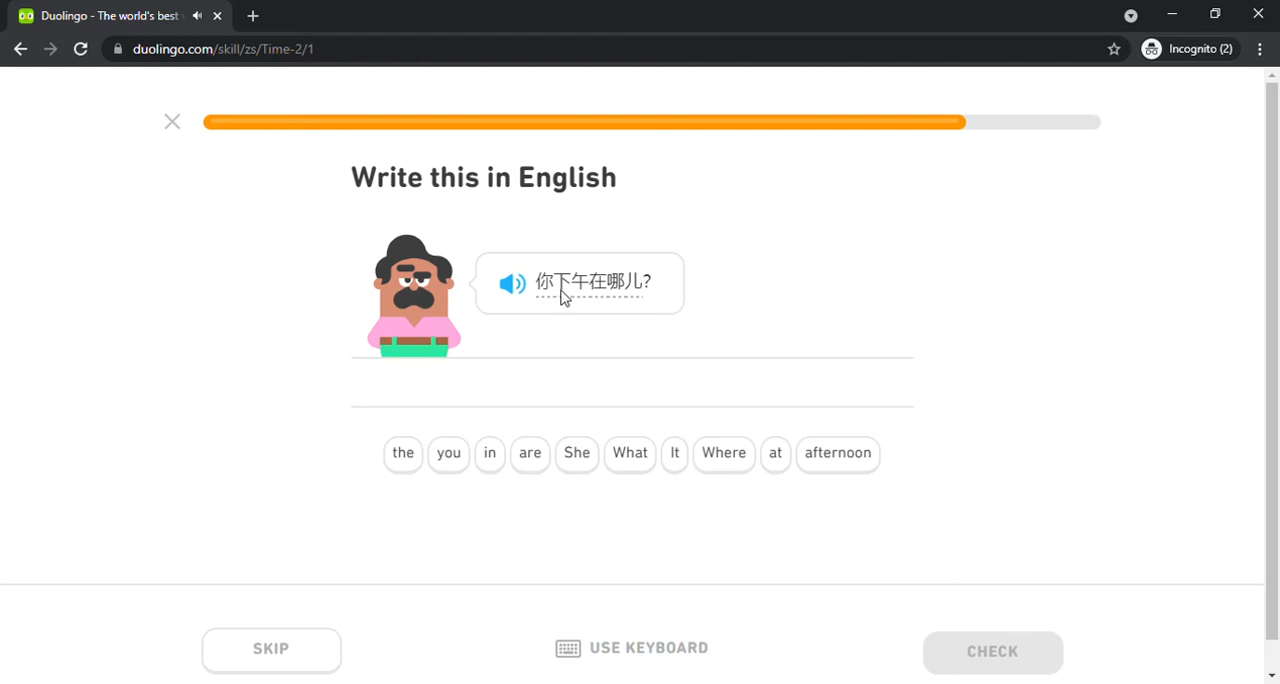 Duolingo - The world's best
duolingo.com/skill/zs/Time-2/1
Incognito (2)
Write this in English
你下午在哪儿?
the you in are She What It Where at afternoon
SKIP
USE KEYBOARD
CHECK